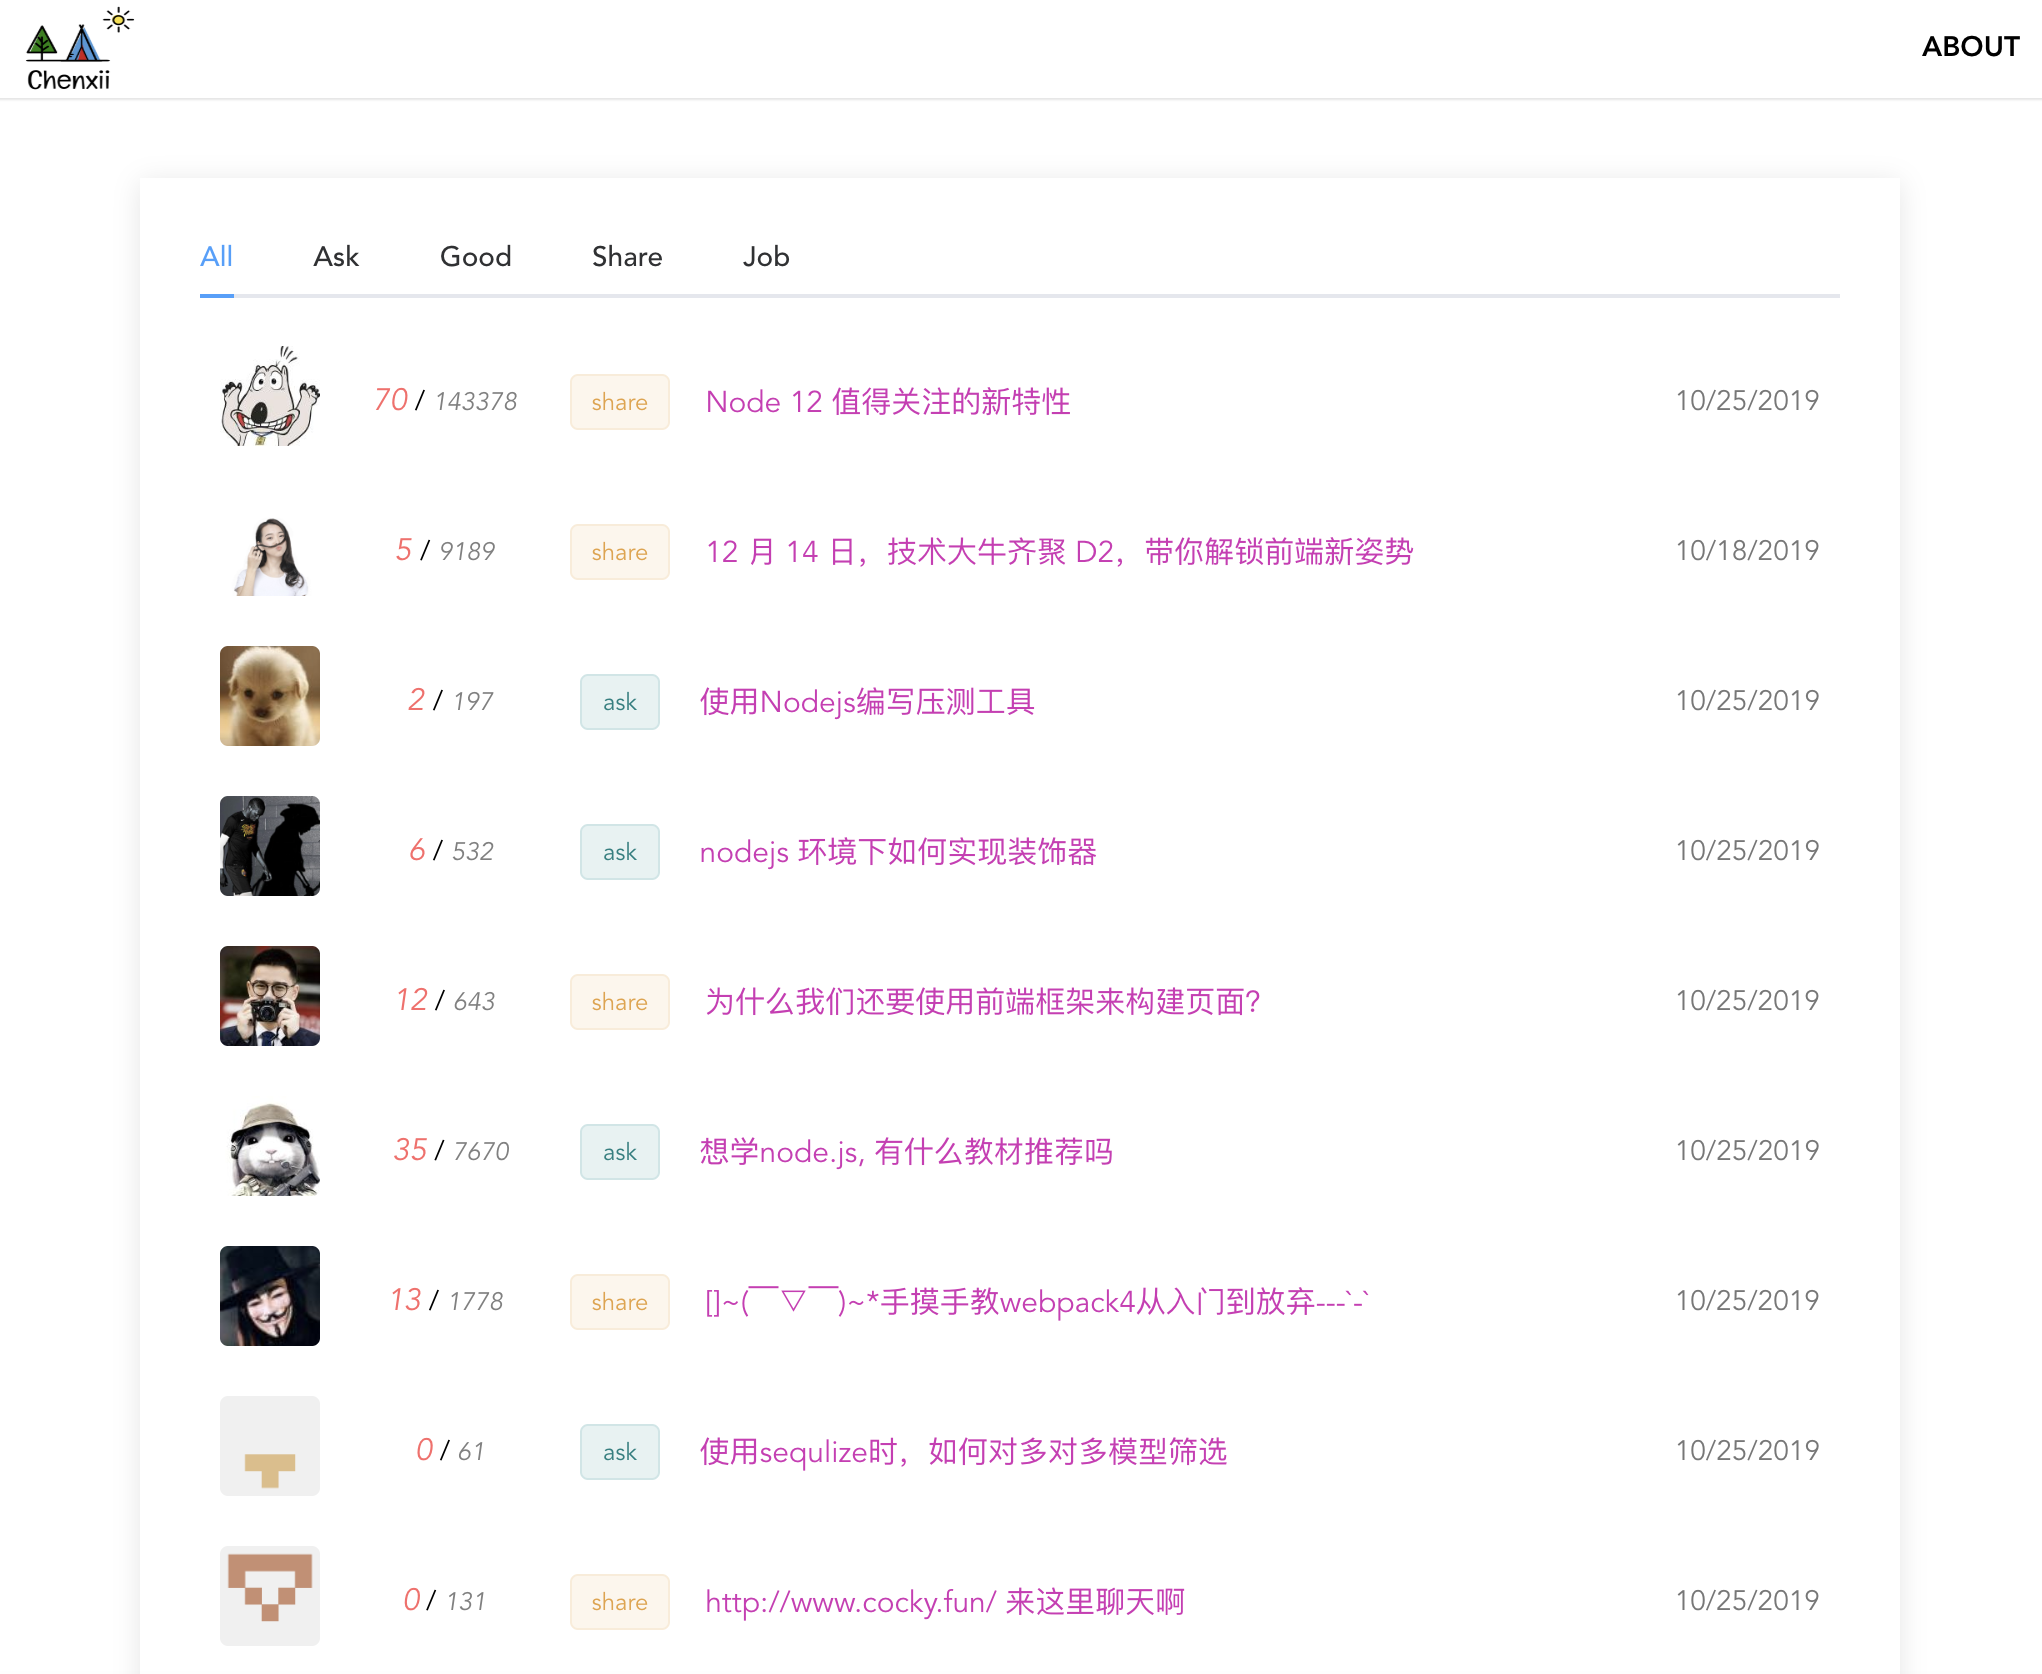 Chenxii
ABOUT
All Ask Good Share Job
70 / 143378 share Node 12 值得关注的新特性 10/25/2019
5 / 9189 share 12 月 14 日，技术大牛齐聚 D2，带你解锁前端新姿势 10/18/2019
2 / 197 ask 使用Nodejs编写压测工具 10/25/2019
6 / 532 ask nodejs 环境下如何实现装饰器 10/25/2019
12 / 643 share 为什么我们还要使用前端框架来构建页面? 10/25/2019
35 / 7670 ask 想学node.js, 有什么教材推荐吗 10/25/2019
13 / 1778 share []~(￣▽￣)~*手摸手教webpack4从入门到放弃---`-` 10/25/2019
0 / 61 ask 使用sequlize时，如何对多对多模型筛选 10/25/2019
0 / 131 share http://www.cocky.fun/ 来这里聊天啊 10/25/2019